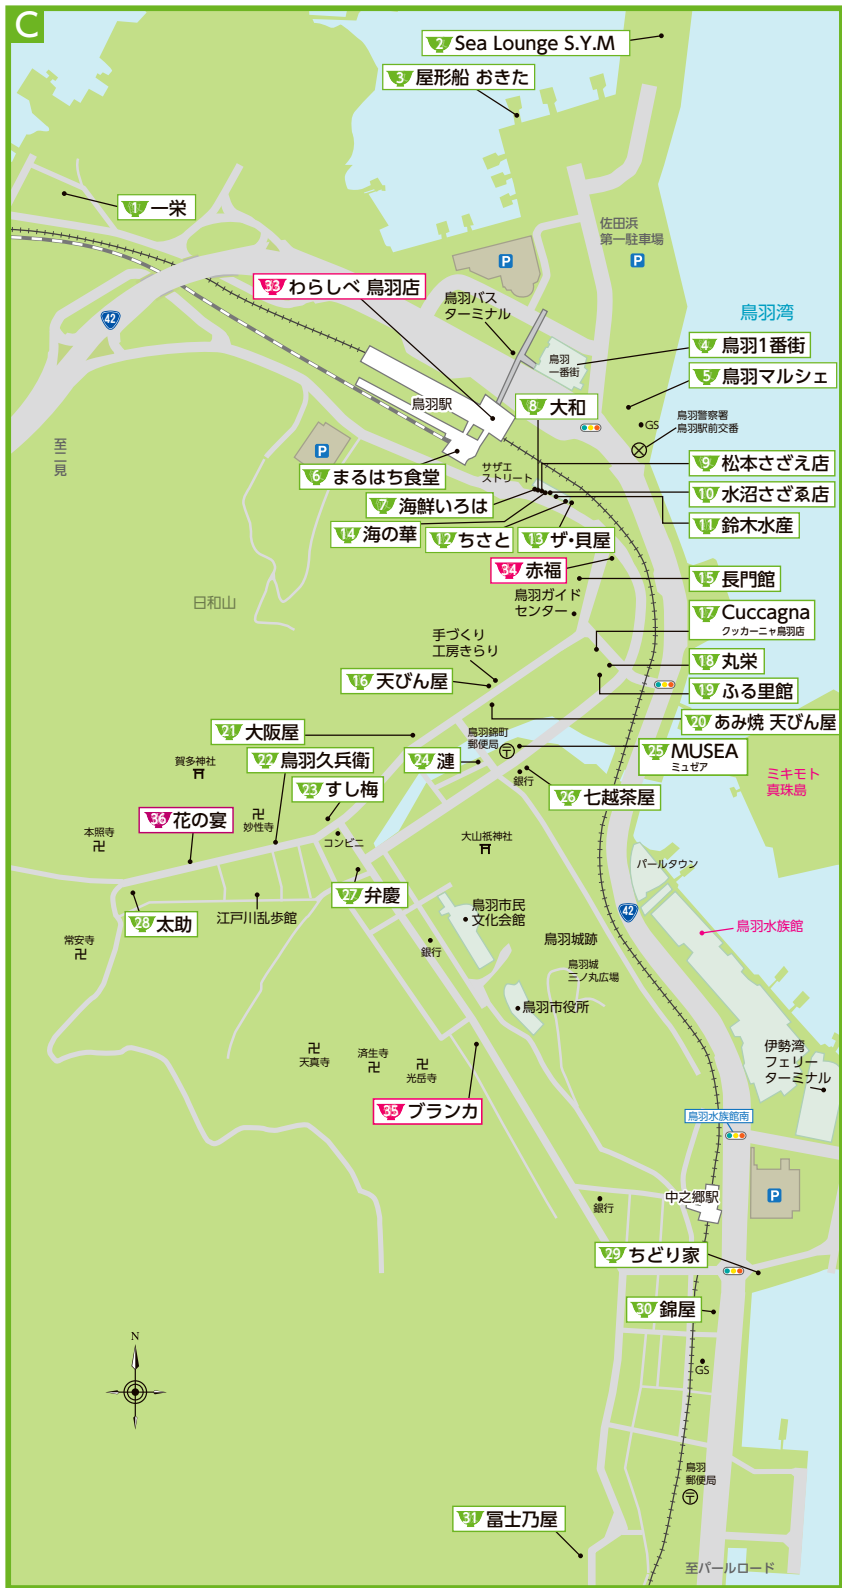 C
2 Sea Lounge S.Y.M
3 屋形船 おきた
1 一栄
佐田浜
第一駐車場
P
P
33 わらしべ 鳥羽店
鳥羽バス
ターミナル
鳥羽湾
42
鳥羽
一番街
4 鳥羽1番街
5 鳥羽マルシェ
鳥羽駅
8 大和
GS
鳥羽警察署
鳥羽駅前交番
至二見
P
サザエ
ストリート
6 まるはち食堂
9 松本さざえ店
7 海鮮いろは
10 水沼さざゑ店
14 海の華
12 ちさと
13 ザ・貝屋
11 鈴木水産
34 赤福
15 長門館
日和山
鳥羽ガイド
センター
17 Cuccagna
クッカーニャ鳥羽店
手づくり
工房きらり
18 丸栄
16 天びん屋
19 ふる里館
20 あみ焼 天びん屋
21 大阪屋
鳥羽錦町
郵便局
22 鳥羽久兵衛
24 漣
25 MUSEA
ミュゼア
賀多神社
23 すし梅
銀行
26 七越茶屋
ミキモト
真珠島
36 花の宴
妙性寺
本照寺
コンビニ
大山祇神社
パールタウン
27 弁慶
28 太助
江戸川乱歩館
鳥羽市民
文化会館
42
鳥羽水族館
常安寺
銀行
鳥羽城跡
鳥羽城
三ノ丸広場
鳥羽市役所
天真寺
済生寺
光岳寺
伊勢湾
フェリー
ターミナル
35 ブランカ
鳥羽水族館南
中之郷駅
P
銀行
29 ちどり家
30 錦屋
N
GS
鳥羽
郵便局
31 冨士乃屋
至パールロード